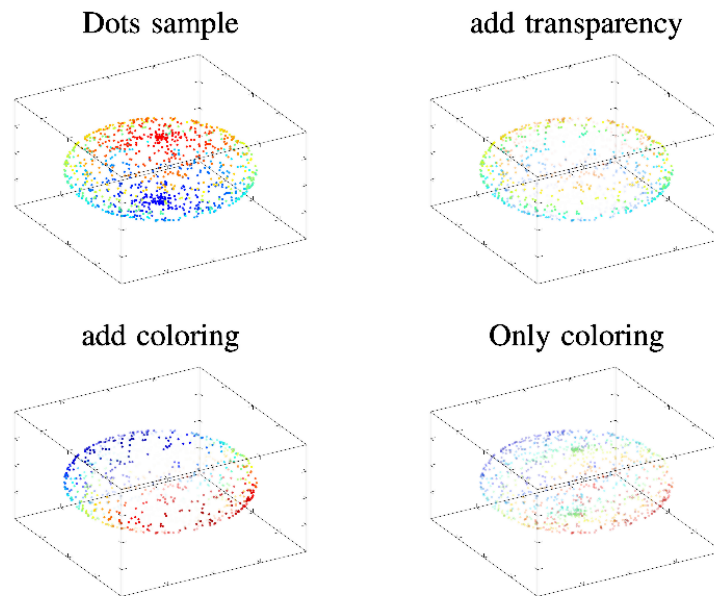 Dots sample
add transparency
add coloring
Only coloring